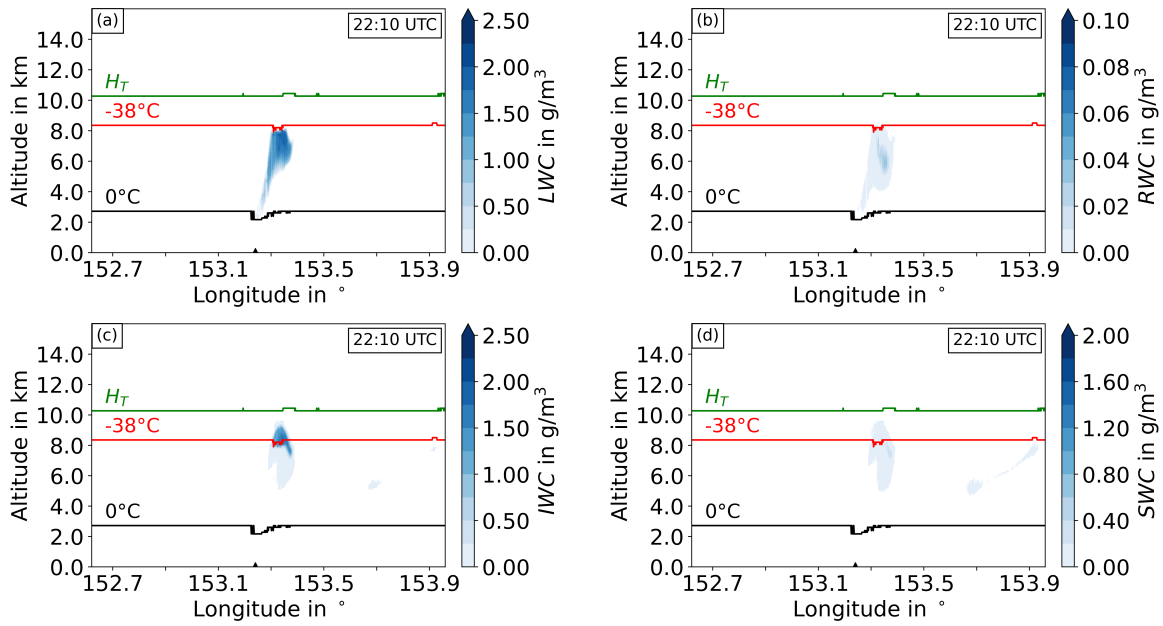 (a)
22:10 UTC
H_T
-38°C
0°C
14.0
12.0
10.0
8.0
6.0
4.0
2.0
0.0
Altitude in km
152.7 153.1 153.5 153.9
Longitude in °
2.50
2.00
1.50
1.00
0.50
0.00
LWC in g/m³
(b)
22:10 UTC
H_T
-38°C
0°C
14.0
12.0
10.0
8.0
6.0
4.0
2.0
0.0
Altitude in km
152.7 153.1 153.5 153.9
Longitude in °
0.10
0.08
0.06
0.04
0.02
0.00
RWC in g/m³
(c)
22:10 UTC
H_T
-38°C
0°C
14.0
12.0
10.0
8.0
6.0
4.0
2.0
0.0
Altitude in km
152.7 153.1 153.5 153.9
Longitude in °
2.50
2.00
1.50
1.00
0.50
0.00
IWC in g/m³
(d)
22:10 UTC
H_T
-38°C
0°C
14.0
12.0
10.0
8.0
6.0
4.0
2.0
0.0
Altitude in km
152.7 153.1 153.5 153.9
Longitude in °
2.00
1.60
1.20
0.80
0.40
0.00
SWC in g/m³